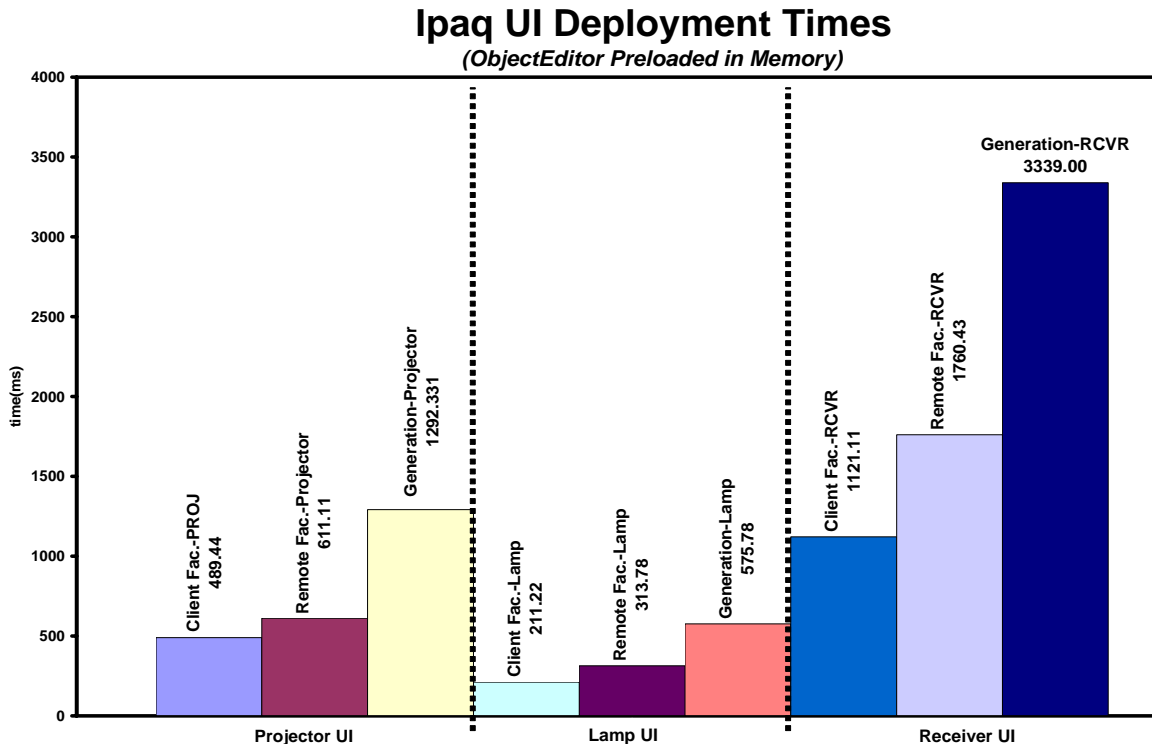 Ipaq UI Deployment Times
(ObjectEditor Preloaded in Memory)
4000
3500
3000
2500
2000
1500
1000
500
0
time(ms)
Client Fac.-PROJ
489.44
Remote Fac.-Projector
611.11
Generation-Projector
1292.331
Client Fac.-Lamp
211.22
Remote Fac.-Lamp
313.78
Generation-Lamp
575.78
Client Fac.-RCVR
1121.11
Remote Fac.-RCVR
1760.43
Generation-RCVR
3339.00
Projector UI
Lamp UI
Receiver UI